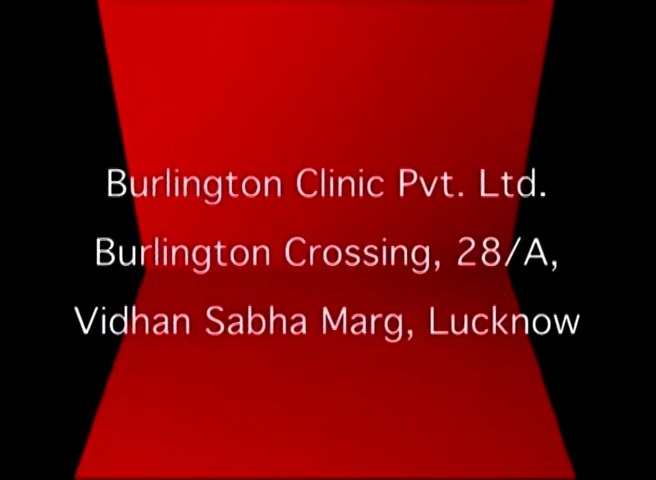 Burlington Clinic Pvt. Ltd.
Burlington Crossing, 28/A,
Vidhan Sabha Marg, Lucknow